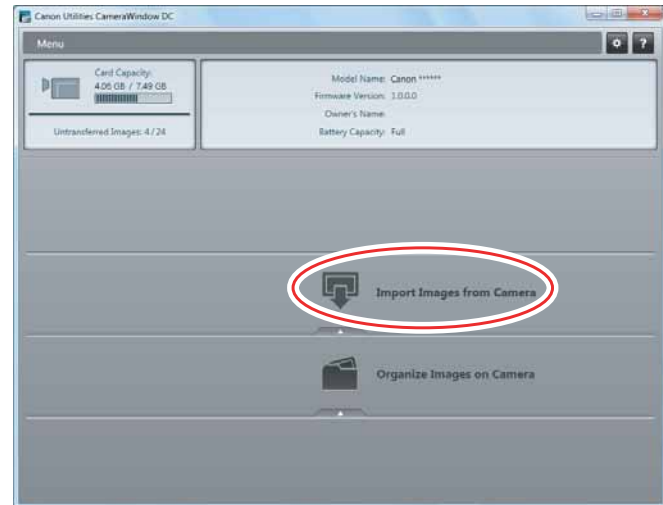 Canon Utilities CameraWindow DC
Menu
?
Card Capacity:
4.06 GB / 7.49 GB
Untransferred Images: 4 / 24
Model Name: Canon ******
Firmware Version: 1.0.0.0
Owner's Name:
Battery Capacity: Full
Import Images from Camera
Organize Images on Camera